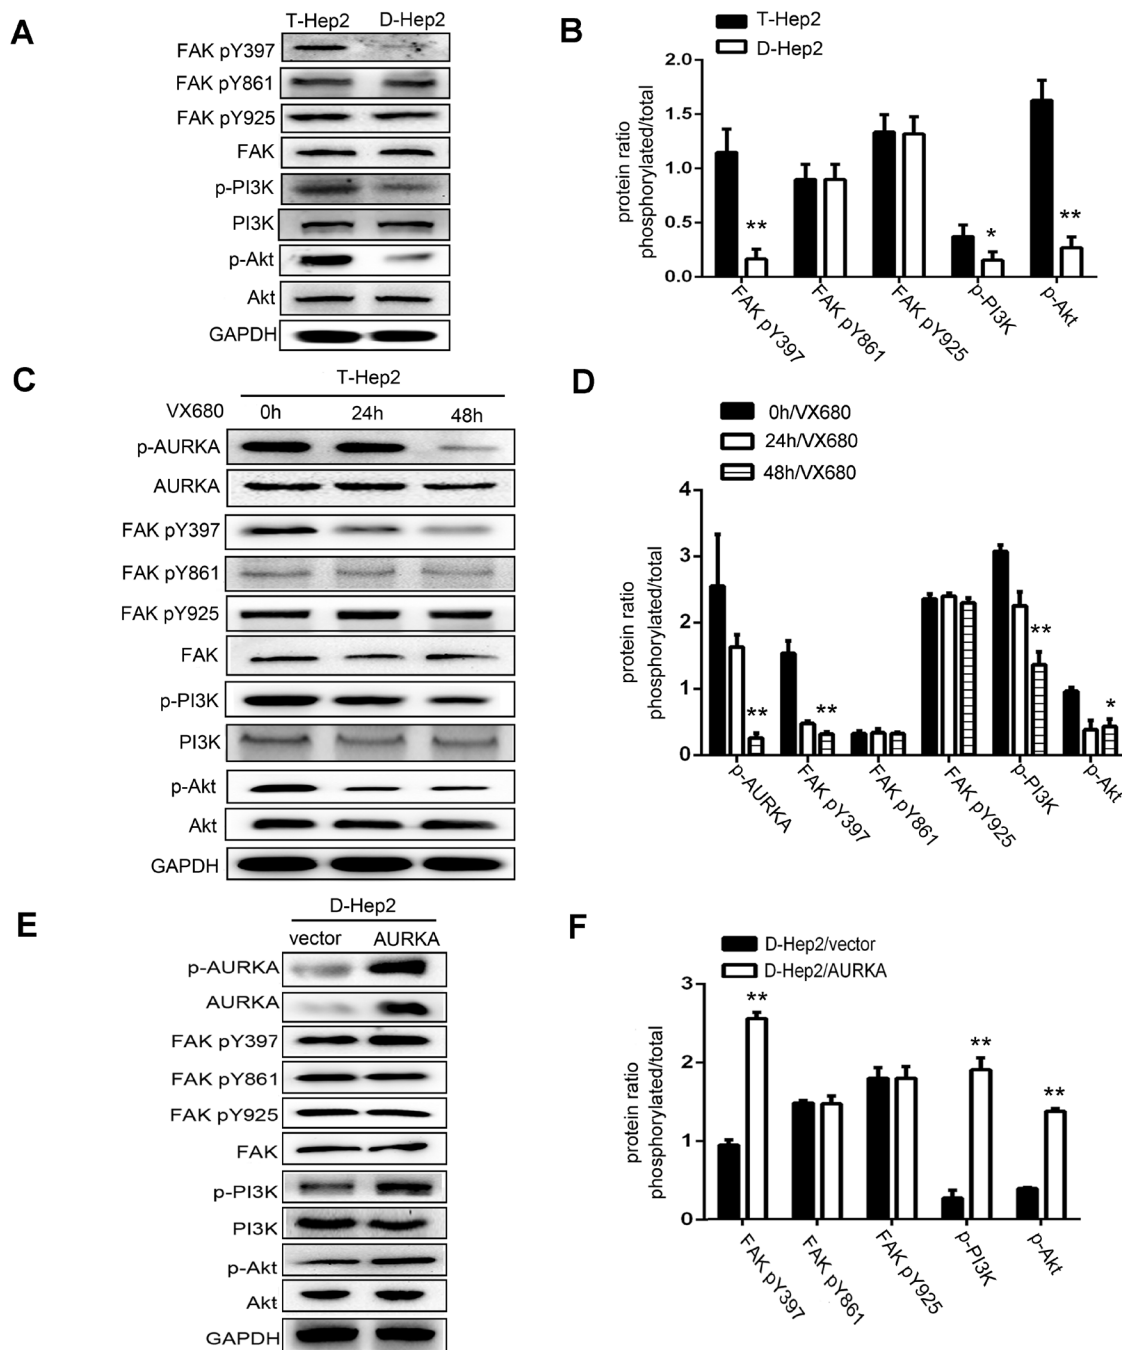 A
T-Hep2 D-Hep2
FAK pY397
FAK pY861
FAK pY925
FAK
p-PI3K
PI3K
p-Akt
Akt
GAPDH
B
T-Hep2
D-Hep2
protein ratio
phosphorylated/total
2.0
1.5
1.0
0.5
0.0
** * **
FAK pY397
FAK pY861
FAK pY925
p-PI3K
p-Akt
C
T-Hep2
VX680 0h 24h 48h
p-AURKA
AURKA
FAK pY397
FAK pY861
FAK pY925
FAK
p-PI3K
PI3K
p-Akt
Akt
GAPDH
D
0h/VX680
24h/VX680
48h/VX680
protein ratio
phosphorylated/total
4
3
2
1
0
** ** ** *
p-AURKA
FAK pY397
FAK pY861
FAK pY925
p-PI3K
p-Akt
E
D-Hep2
vector AURKA
p-AURKA
AURKA
FAK pY397
FAK pY861
FAK pY925
FAK
p-PI3K
PI3K
p-Akt
Akt
GAPDH
F
D-Hep2/vector
D-Hep2/AURKA
protein ratio
phosphorylated/total
3
2
1
0
** ** **
FAK pY397
FAK pY861
FAK pY925
p-PI3K
p-Akt